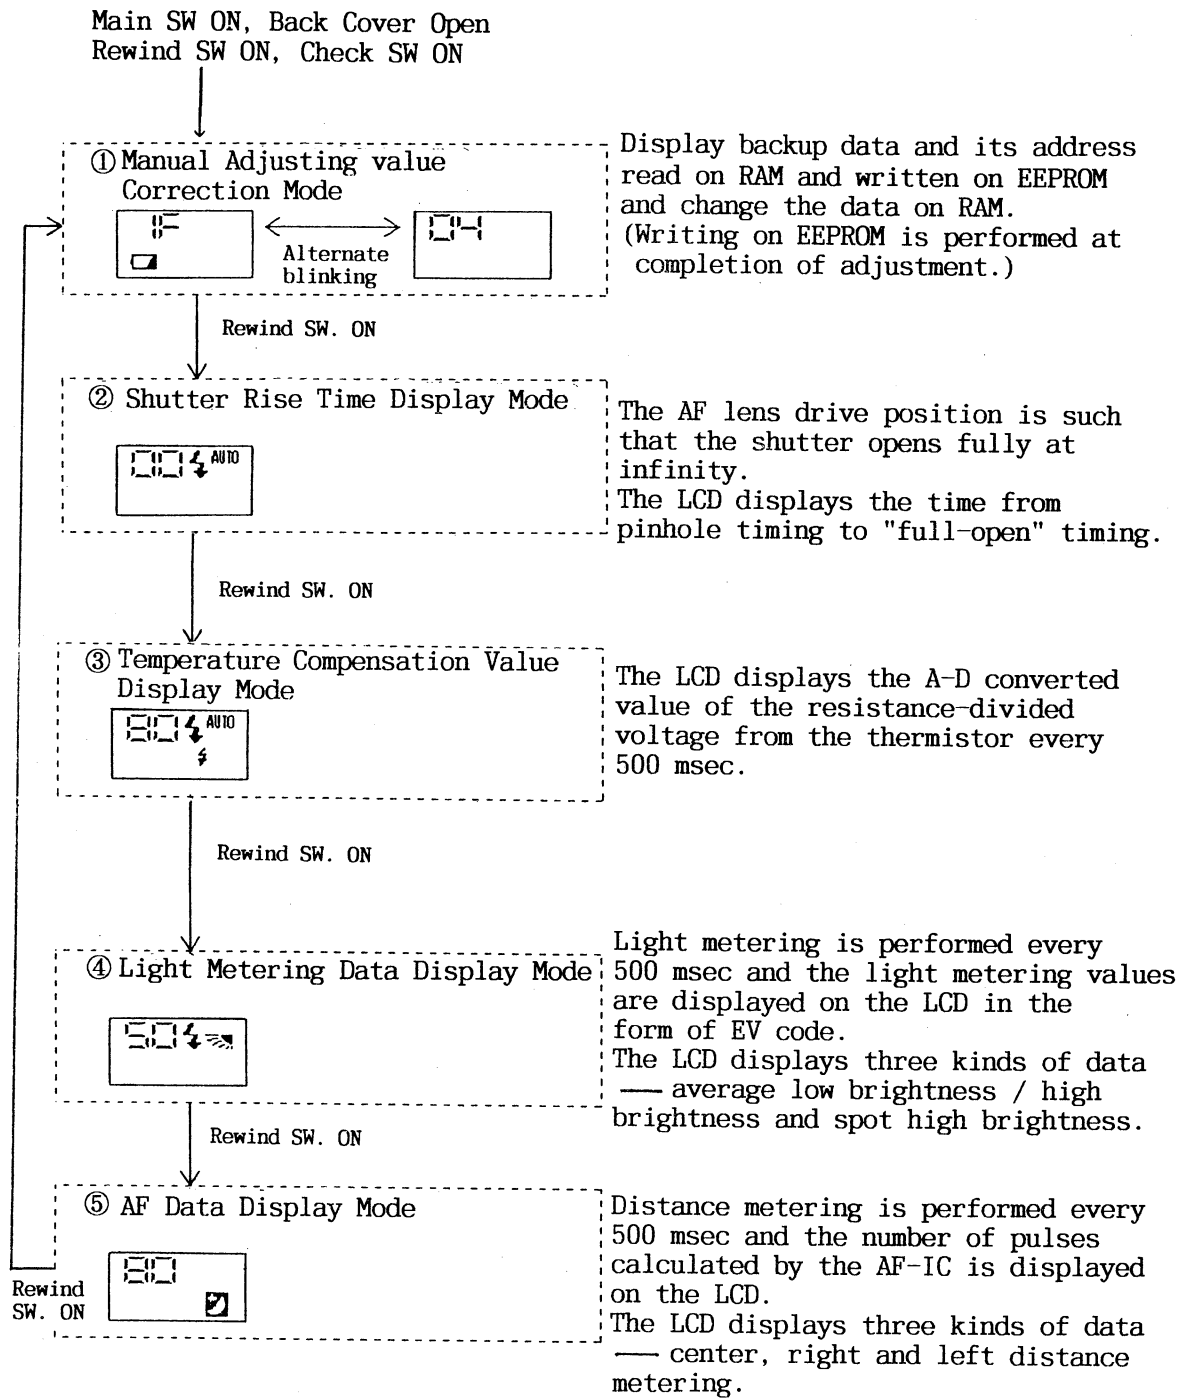 Main SW ON, Back Cover Open
Rewind SW ON, Check SW ON
① Manual Adjusting value
Correction Mode
1F
Alternate
blinking
04
Display backup data and its address
read on RAM and written on EEPROM
and change the data on RAM.
(Writing on EEPROM is performed at
completion of adjustment.)
Rewind SW. ON
② Shutter Rise Time Display Mode
00 AUTO
The AF lens drive position is such
that the shutter opens fully at
infinity.
The LCD displays the time from
pinhole timing to "full-open" timing.
Rewind SW. ON
③ Temperature Compensation Value
Display Mode
80 AUTO
The LCD displays the A-D converted
value of the resistance-divided
voltage from the thermistor every
500 msec.
Rewind SW. ON
④ Light Metering Data Display Mode
50
Light metering is performed every
500 msec and the light metering values
are displayed on the LCD in the
form of EV code.
The LCD displays three kinds of data
— average low brightness / high
brightness and spot high brightness.
Rewind SW. ON
⑤ AF Data Display Mode
80
Distance metering is performed every
500 msec and the number of pulses
calculated by the AF-IC is displayed
on the LCD.
The LCD displays three kinds of data
— center, right and left distance
metering.
Rewind
SW. ON